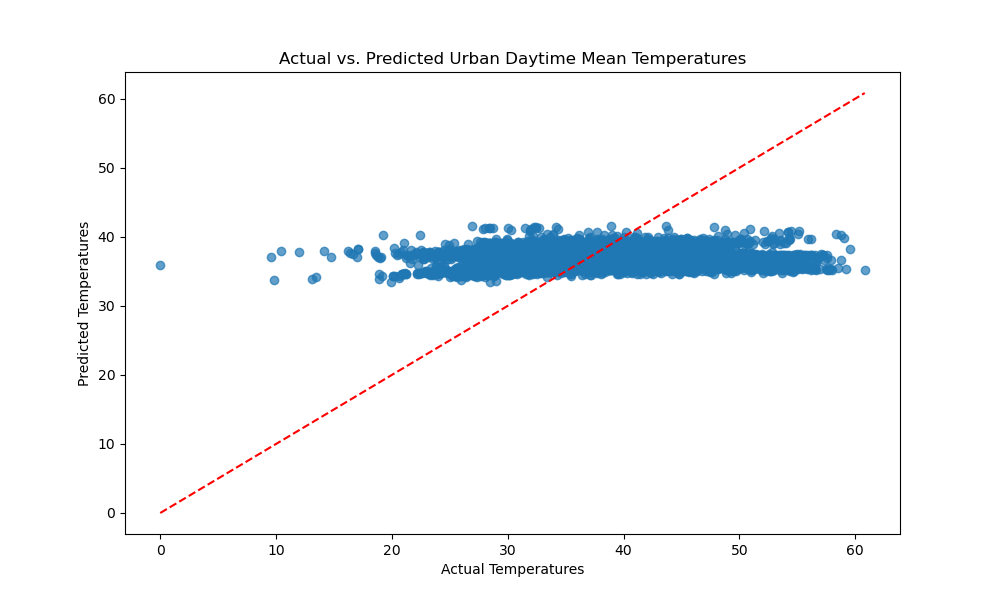 Actual vs. Predicted Urban Daytime Mean Temperatures
Predicted Temperatures
60
50
40
30
20
10
0
0 10 20 30 40 50 60
Actual Temperatures